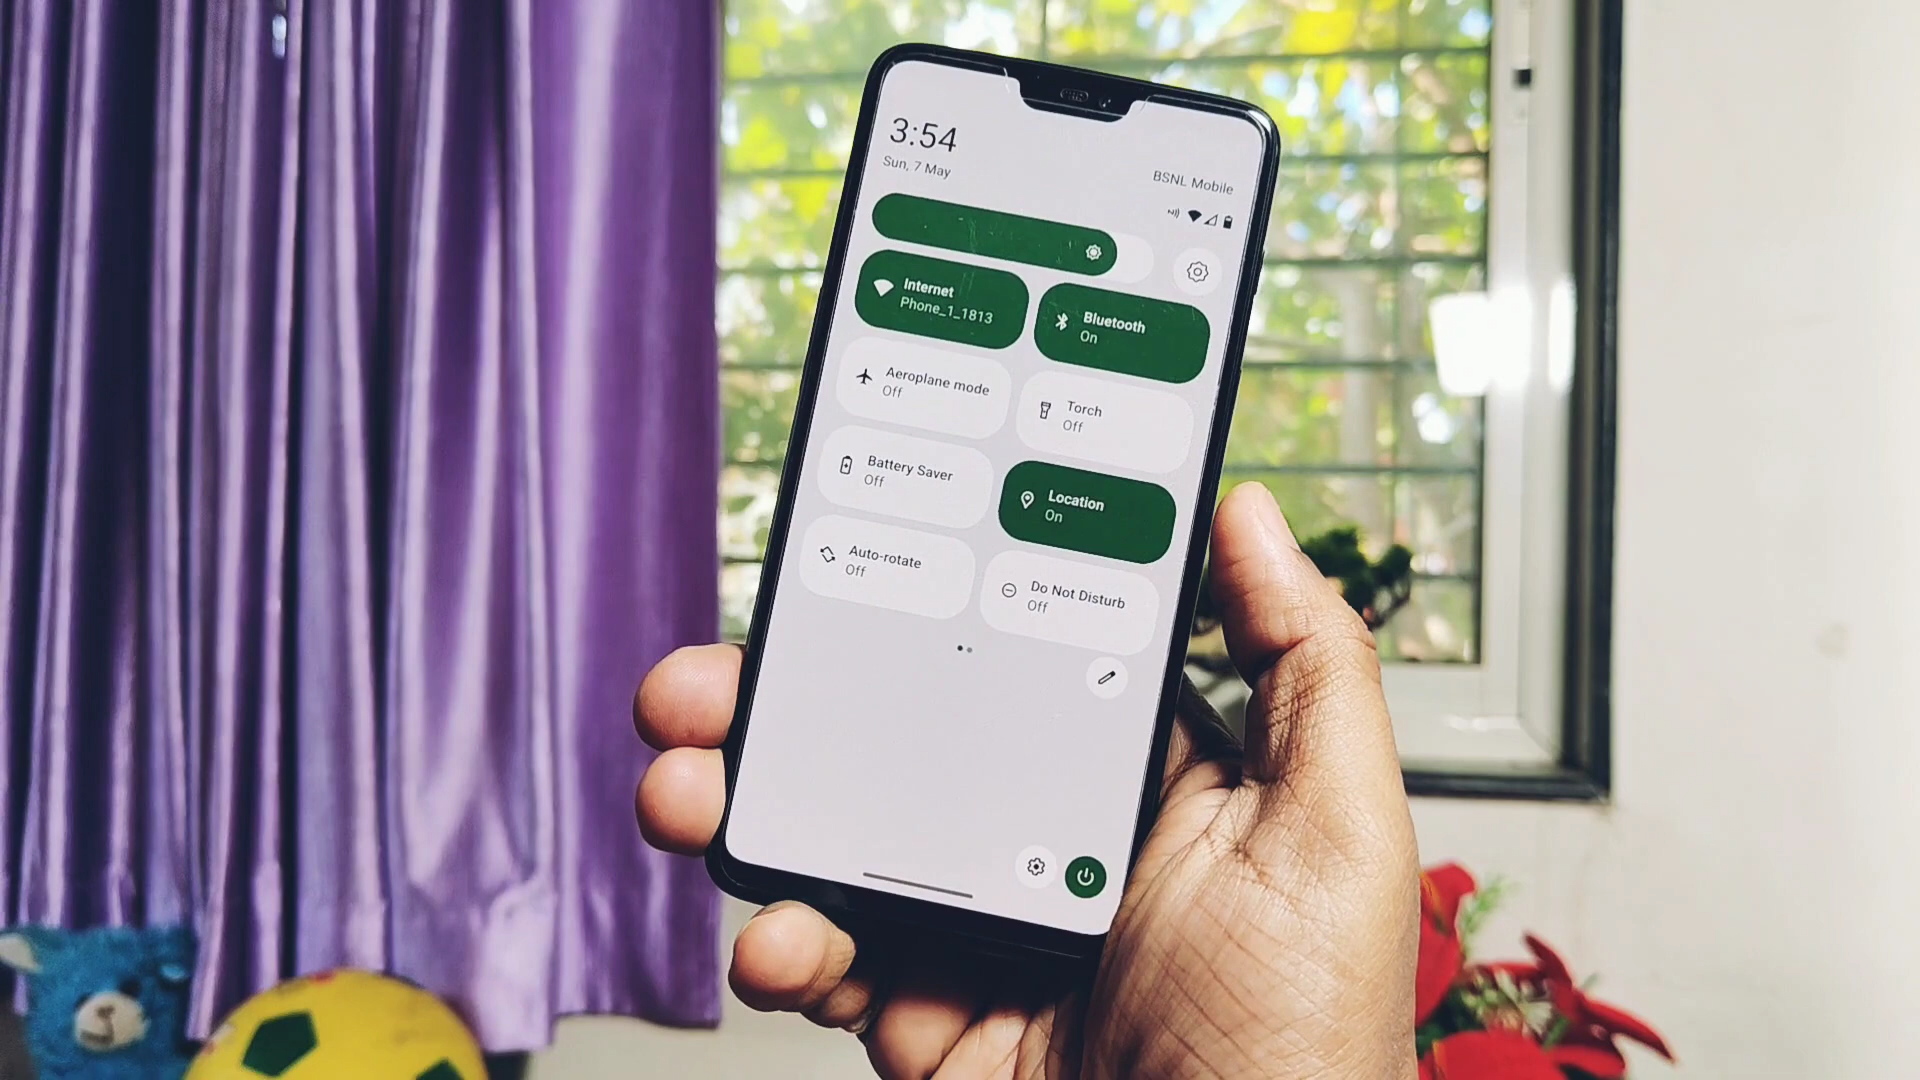 3:54
Sun, 7 May
BSNL Mobile
Internet
Phone_1_1813
Bluetooth
On
Aeroplane mode
Off
Torch
Off
Battery Saver
Off
Location
On
Auto-rotate
Off
Do Not Disturb
Off